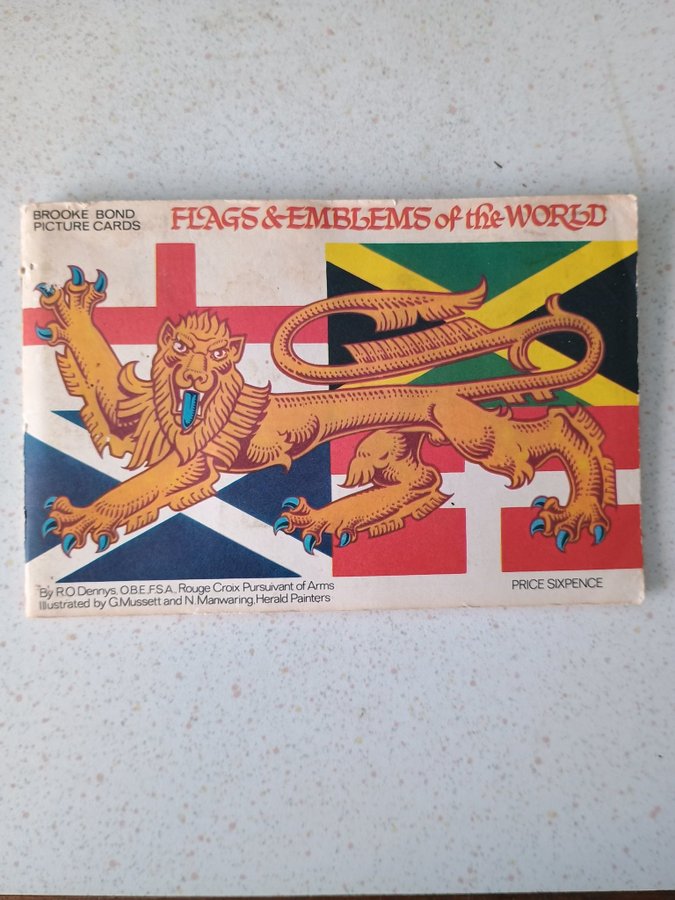 BROOKE BOND
PICTURE CARDS
FLAGS & EMBLEMS of the WORLD
By R.O. Dennys, O.B.E., F.S.A., Rouge Croix Pursuivant of Arms
Illustrated by G. Mussett and N. Manwaring, Herald Painters
PRICE SIXPENCE